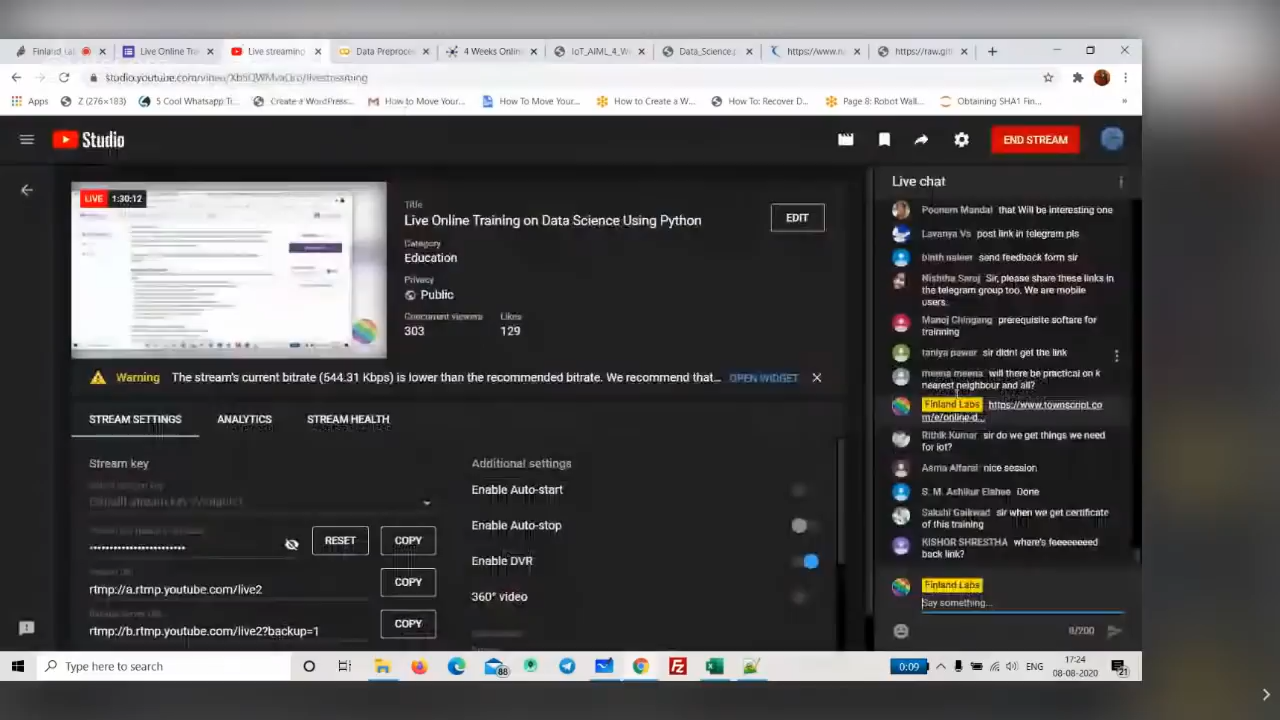 Finland La
Live Online Tra
Live streaming
Data Preproce
4 Weeks Onlin
IoT_AIML_4_W
Data_Science.
https://www.n
https://raw.git
studio.youtube.com/video/
/livestreaming
Apps
Z (276×183)
5 Cool Whatsapp Ti...
Create a WordPress...
How to Move Your...
How To Move Your...
How to Create a W...
How To: Recover D...
Page 8: Robot Wall...
Obtaining SHA1 Fin...
Studio
END STREAM
LIVE 1:30:12
Title
Live Online Training on Data Science Using Python
EDIT
Category
Education
Privacy
Public
Concurrent viewers
Likes
303
129
Warning The stream's current bitrate (544.31 Kbps) is lower than the recommended bitrate. We recommend that...
OPEN WIDGET
STREAM SETTINGS
ANALYTICS
STREAM HEALTH
Stream key
RESET
COPY
rtmp://a.rtmp.youtube.com/live2
COPY
rtmp://b.rtmp.youtube.com/live2?backup=1
COPY
Additional settings
Enable Auto-start
Enable Auto-stop
Enable DVR
360° video
Live chat
Poonam Mandal that Will be interesting one
Lavanya Vs post link in telegram pls
binth naleer send feedback form sir
Nishtha Saroj Sir, please share these links
in the telegram group too. We are mobile
users.
Manoj Chingang prerequisite softare for
trainning
taniya pawar sir didnt get the link
meena meena will there be practical on k
nearest neighbour and all?
Finland Labs https://www.townscript.co
m/e/online-d...
Rithik Kumar sir do we get things we need
for iot?
Asma Alfarsi nice session
S. M. Ashikur Elahee Done
Sakshi Gaikwad sir when we get certificate
of this training
KISHOR SHRESTHA where's feeeeeeeed
back link?
Finland Labs
Say something...
0/200
Type here to search
88
0:09
ENG
17:24
08-08-2020
21